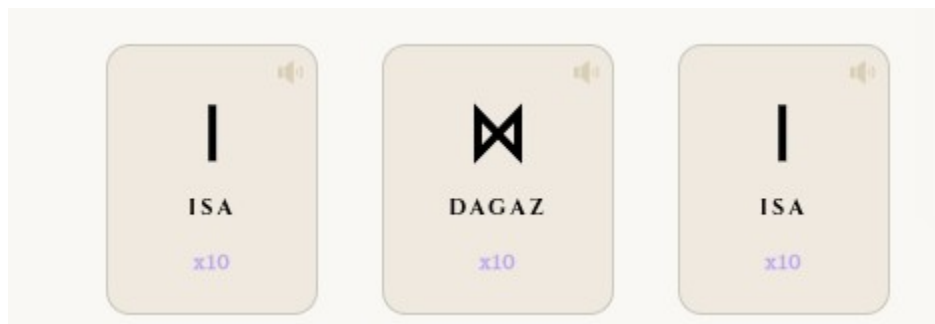 ᛁ ᛞ ᛁ
ISA DAGAZ ISA
x10 x10 x10